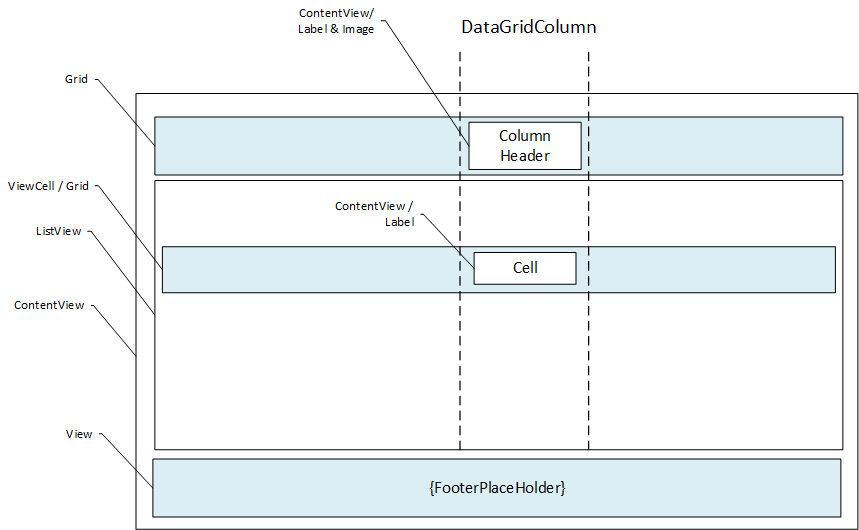 ContentView/
Label & Image
DataGridColumn
Grid
Column
Header
ViewCell / Grid
ContentView /
Label
ListView
Cell
ContentView
View
{FooterPlaceHolder}